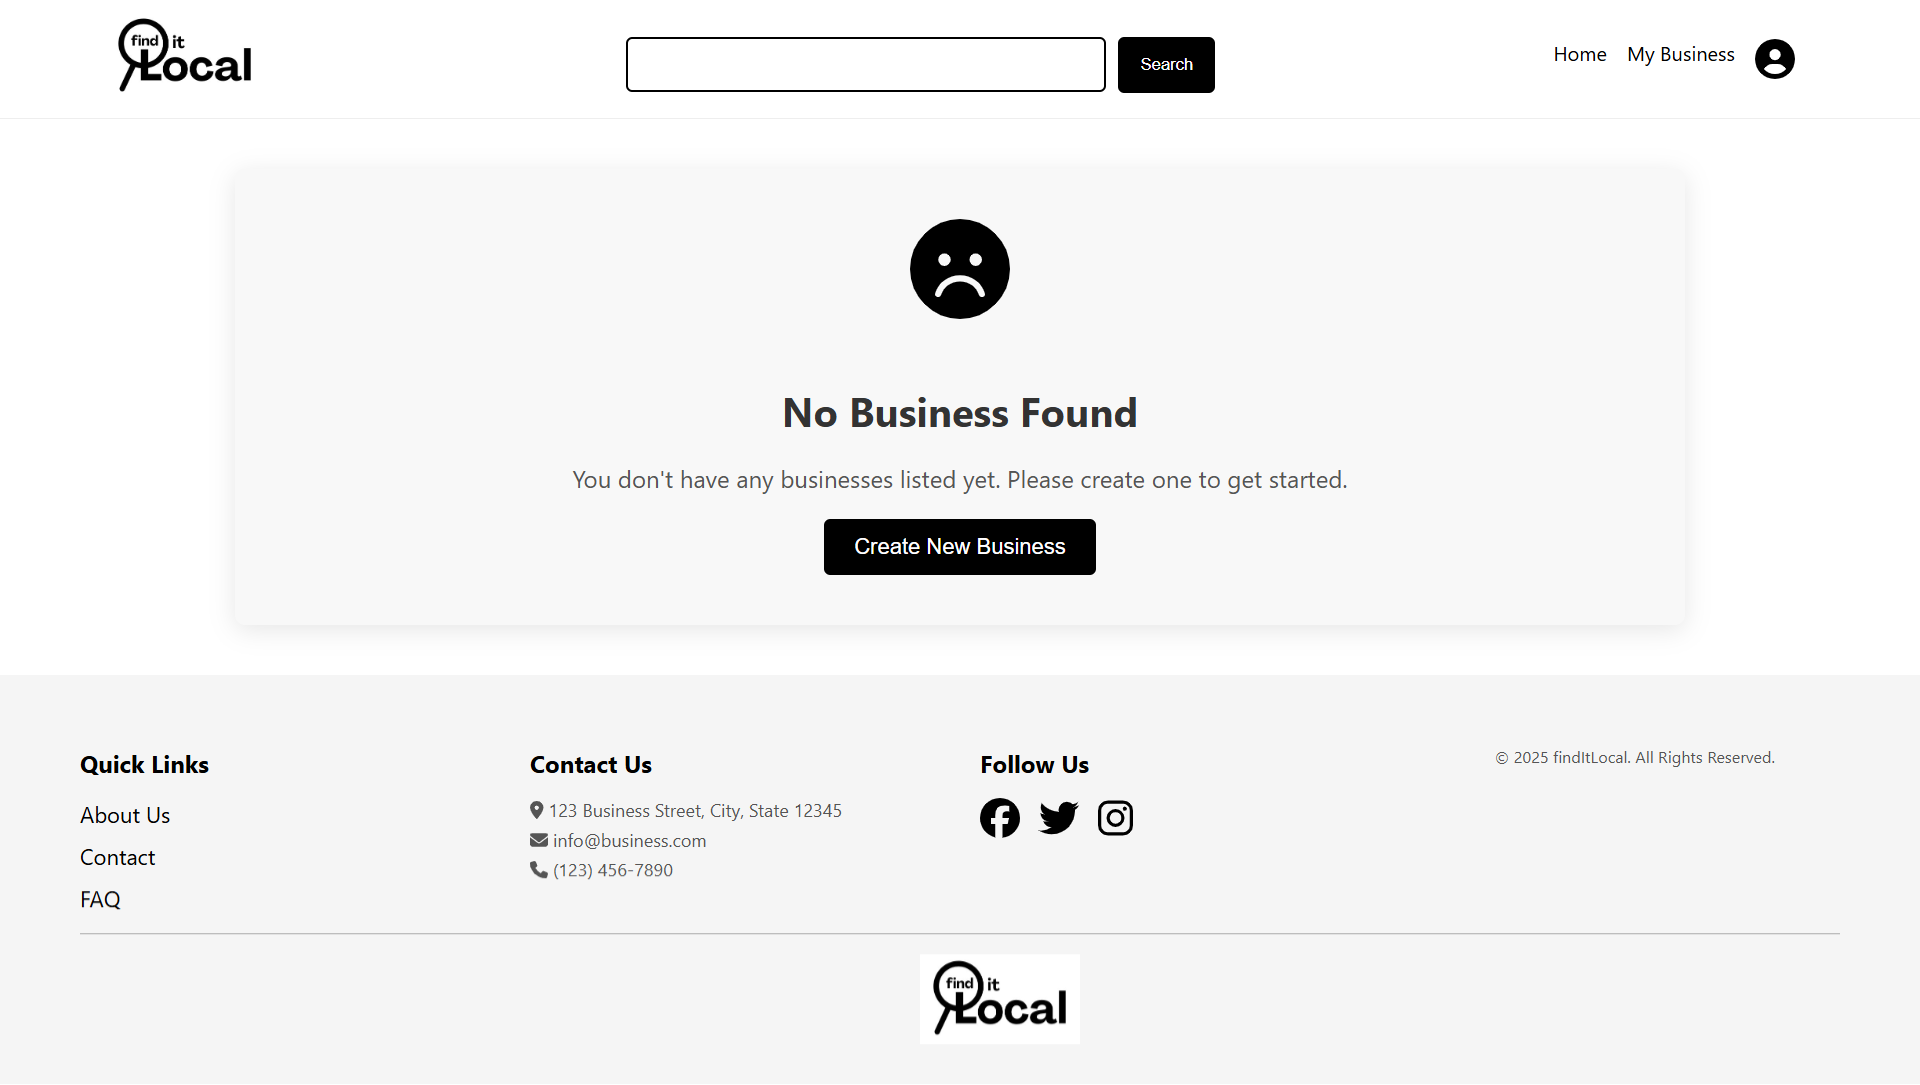 find it
Local
Search
Home
My Business
No Business Found
You don't have any businesses listed yet. Please create one to get started.
Create New Business
Quick Links
About Us
Contact
FAQ
Contact Us
123 Business Street, City, State 12345
info@business.com
(123) 456-7890
Follow Us
© 2025 findItLocal. All Rights Reserved.
find it
Local